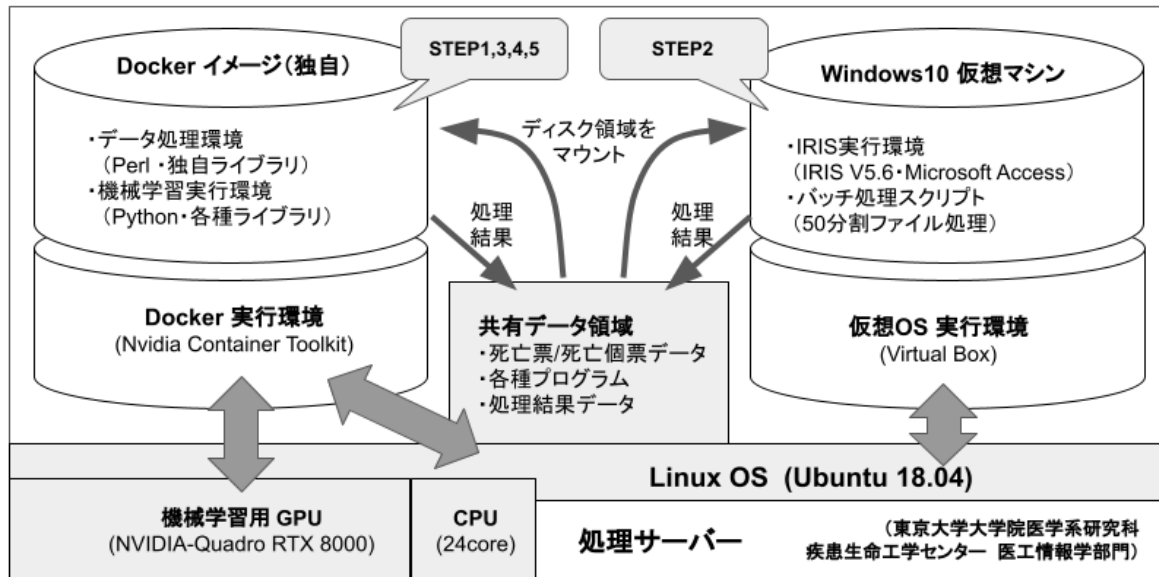 STEP1,3,4,5
STEP2
Docker イメージ（独自）
・データ処理環境
（Perl ・独自ライブラリ）
・機械学習実行環境
（Python・各種ライブラリ）
Windows10 仮想マシン
・IRIS実行環境
（IRIS V5.6・Microsoft Access）
・バッチ処理スクリプト
（50分割ファイル処理）
ディスク領域を
マウント
処理
結果
処理
結果
Docker 実行環境
(Nvidia Container Toolkit)
共有データ領域
・死亡票/死亡個票データ
・各種プログラム
・処理結果データ
仮想OS 実行環境
(Virtual Box)
Linux OS (Ubuntu 18.04)
機械学習用 GPU
(NVIDIA-Quadro RTX 8000)
CPU
(24core)
処理サーバー
（東京大学大学院医学系研究科
疾患生命工学センター 医工情報学部門）